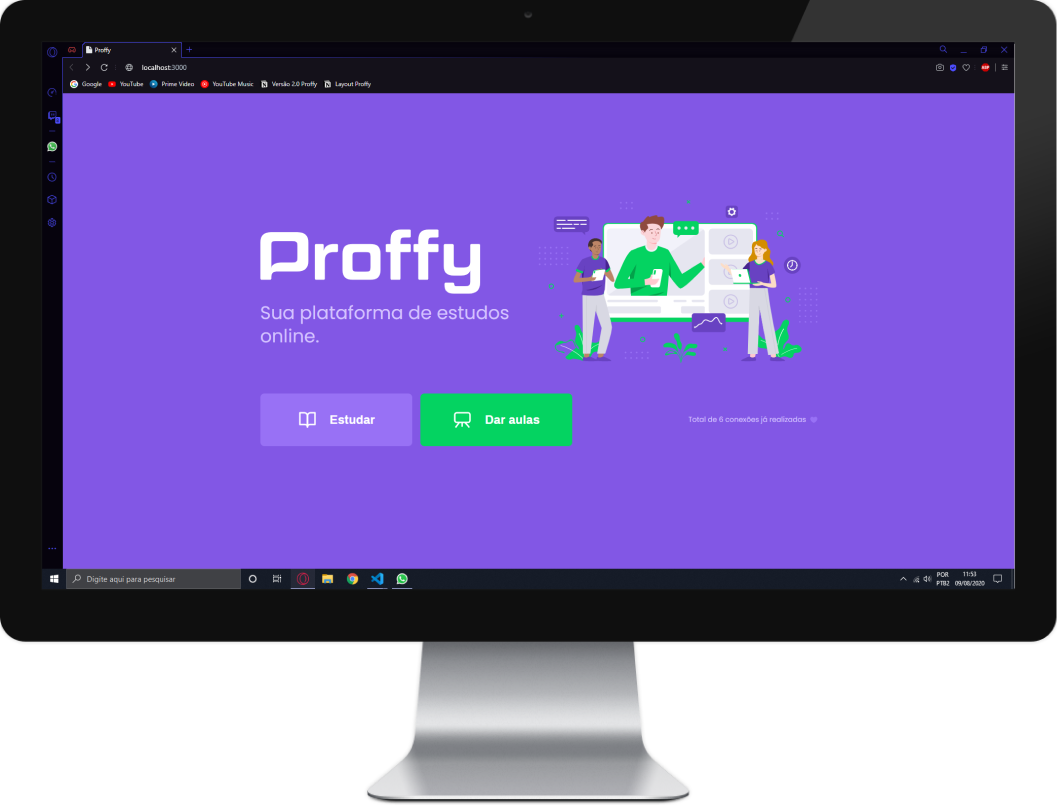 Proffy
localhost:3000
Google YouTube Prime Video YouTube Music Versão 2.0 Proffy Layout Proffy
Proffy
Sua plataforma de estudos
online.
Estudar
Dar aulas
Total de 6 conexões já realizadas
Digite aqui para pesquisar
POR 11:53
PTB2 09/08/2020